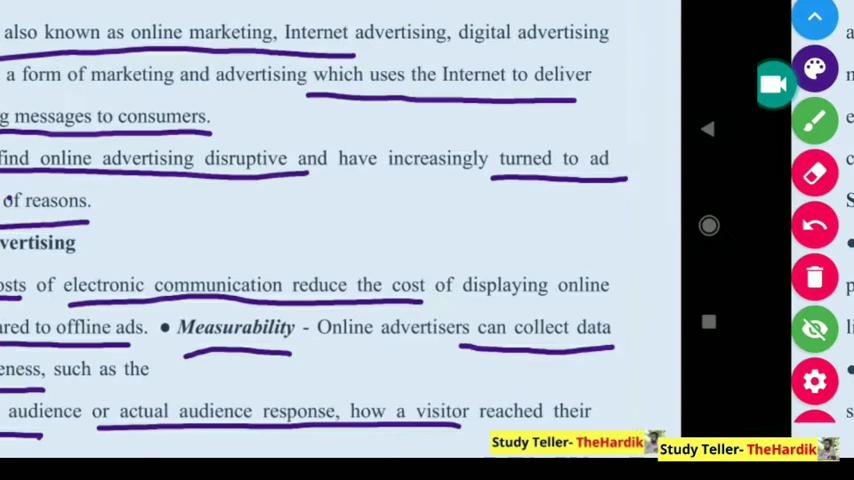 also known as online marketing, Internet advertising, digital advertising
a form of marketing and advertising which uses the Internet to deliver
g messages to consumers.
find online advertising disruptive and have increasingly turned to ad
of reasons.
vertising
osts of electronic communication reduce the cost of displaying online
ared to offline ads. ● Measurability - Online advertisers can collect data
eness, such as the
audience or actual audience response, how a visitor reached their
Study Teller- TheHardik
Study Teller- TheHardik